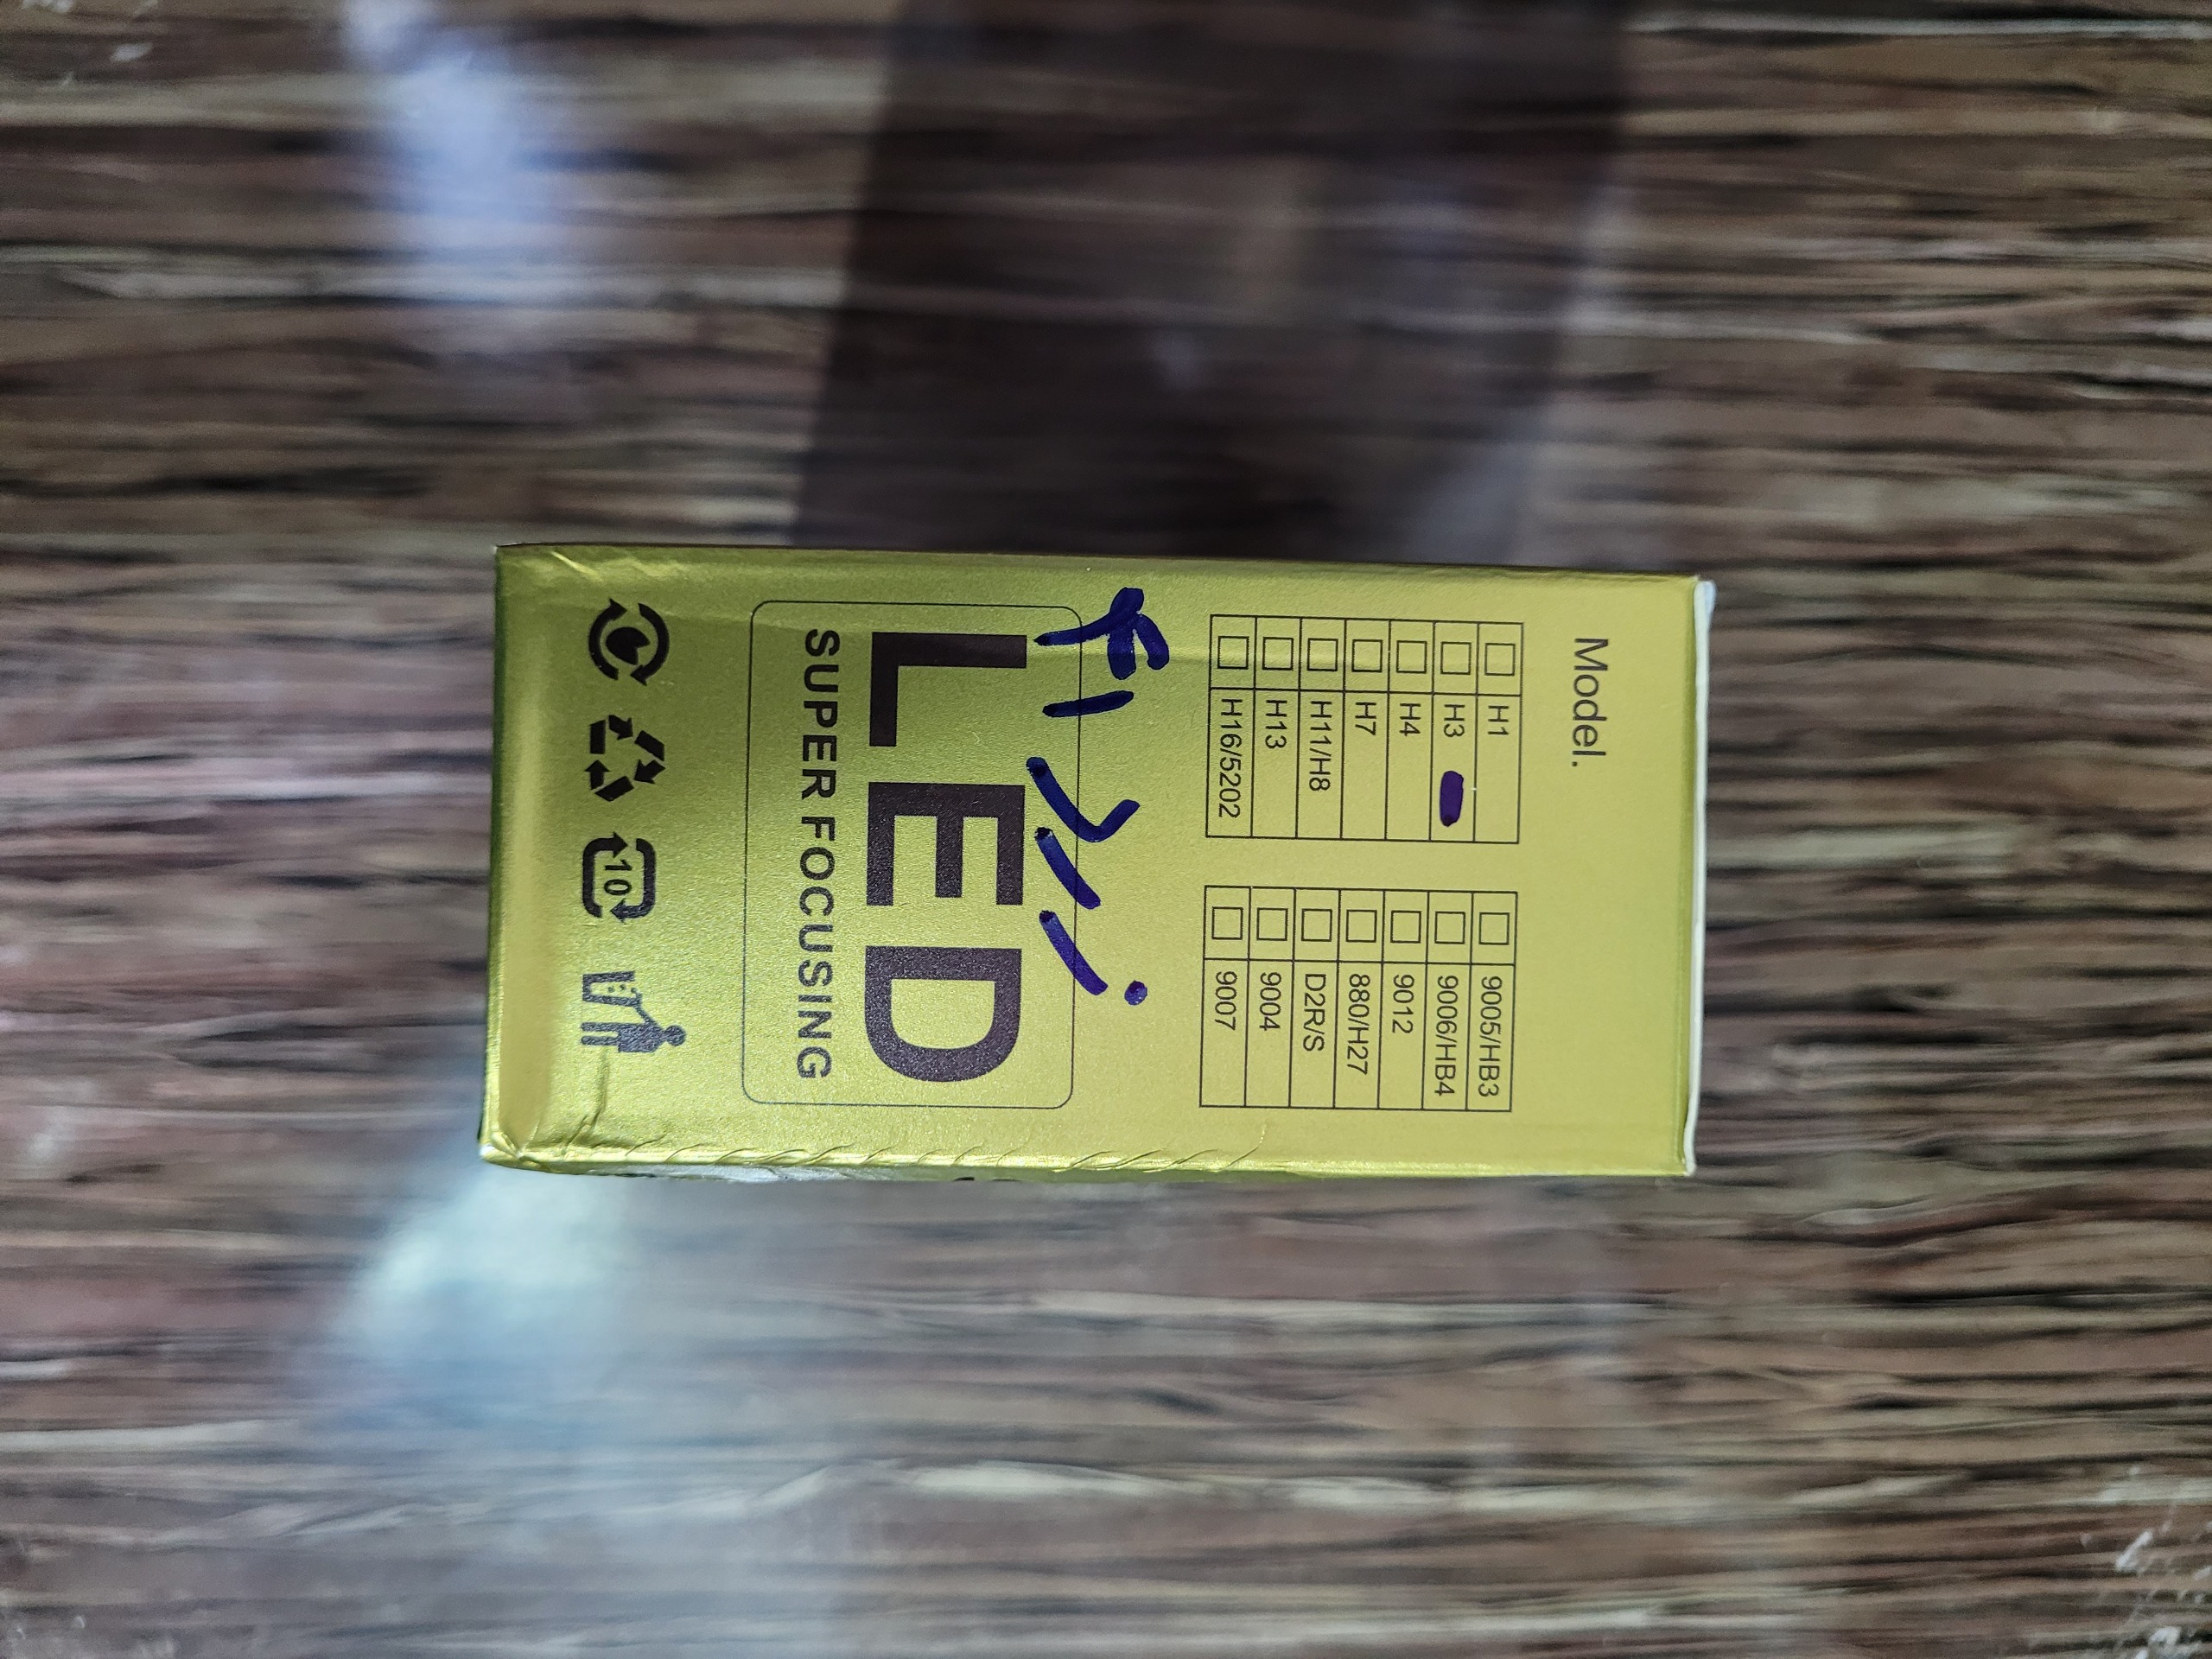 Model.
H1 9005/HB3
H3 9006/HB4
H4 9012
H7 880/H27
H11/H8 D2R/S
H13 9004
H16/5202 9007
LED
SUPER FOCUSING
10